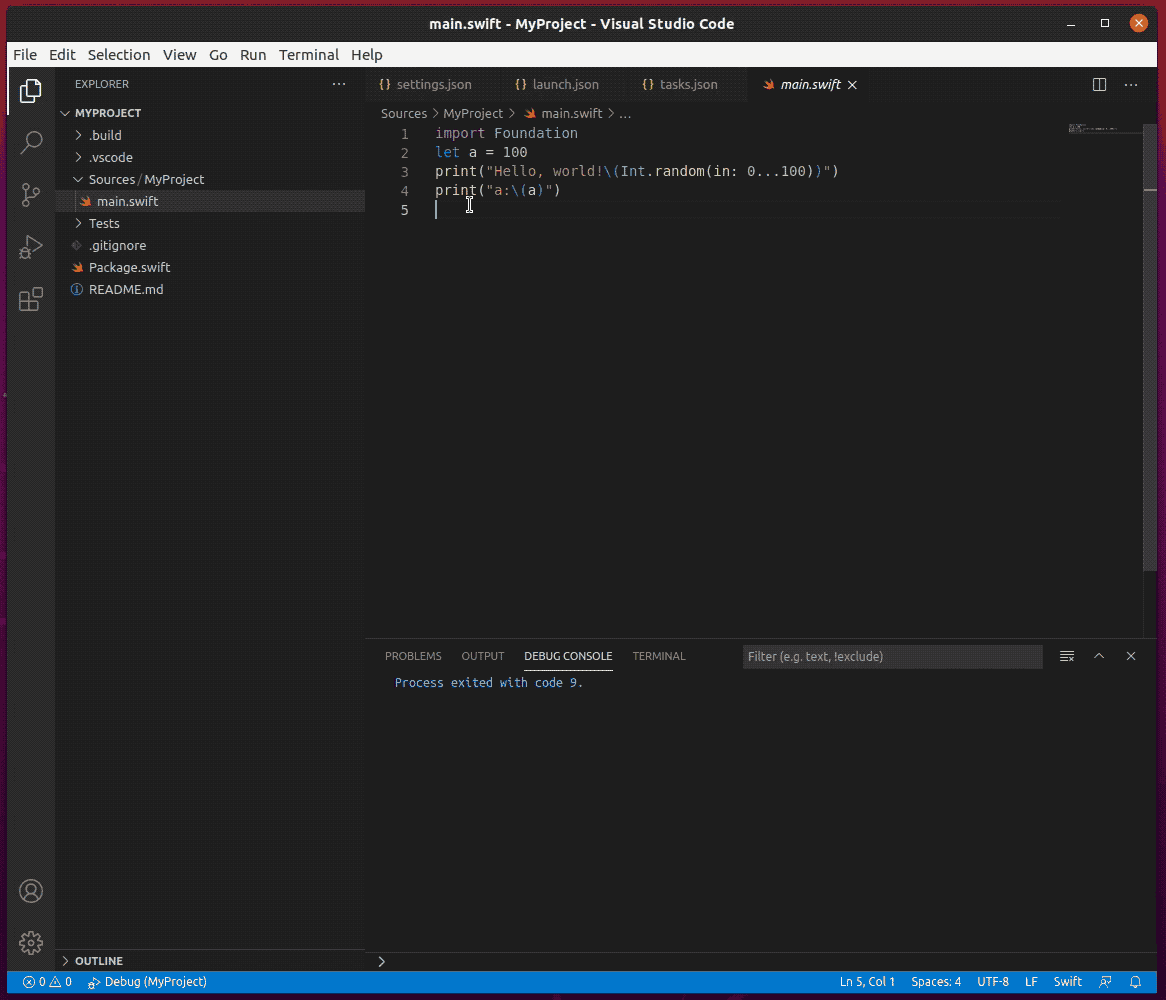 main.swift - MyProject - Visual Studio Code
File Edit Selection View Go Run Terminal Help
EXPLORER
settings.json launch.json tasks.json main.swift
MYPROJECT
.build
.vscode
Sources/MyProject
main.swift
Tests
.gitignore
Package.swift
README.md
Sources > MyProject > main.swift > ...
1 import Foundation
2 let a = 100
3 print("Hello, world!\(Int.random(in: 0...100))")
4 print("a:\(a)")
5
PROBLEMS OUTPUT DEBUG CONSOLE TERMINAL Filter (e.g. text, !exclude)
Process exited with code 9.
OUTLINE
0 0 Debug (MyProject) Ln 5, Col 1 Spaces: 4 UTF-8 LF Swift